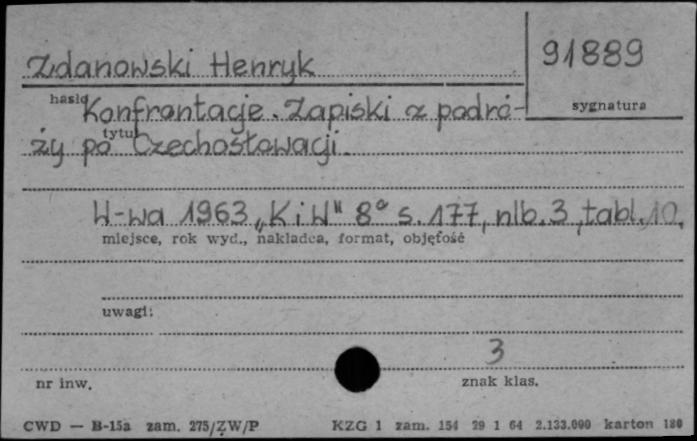 Zdanowski Henryk
91889
hasło
sygnatura
Konfrontacje. Zapiski z podró-
tytuł
ży po Czechosłowacji.
W-wa 1963 „KiW" 8° s. 177, nlb. 3, tabl. 10.
miejsce, rok wyd., nakładca, format, objętość
uwagi:
3
nr inw.
znak klas.
CWD — B-15a zam. 275/ZW/P KZG 1 zam. 154 29 1 64 2.133.000 karton 180